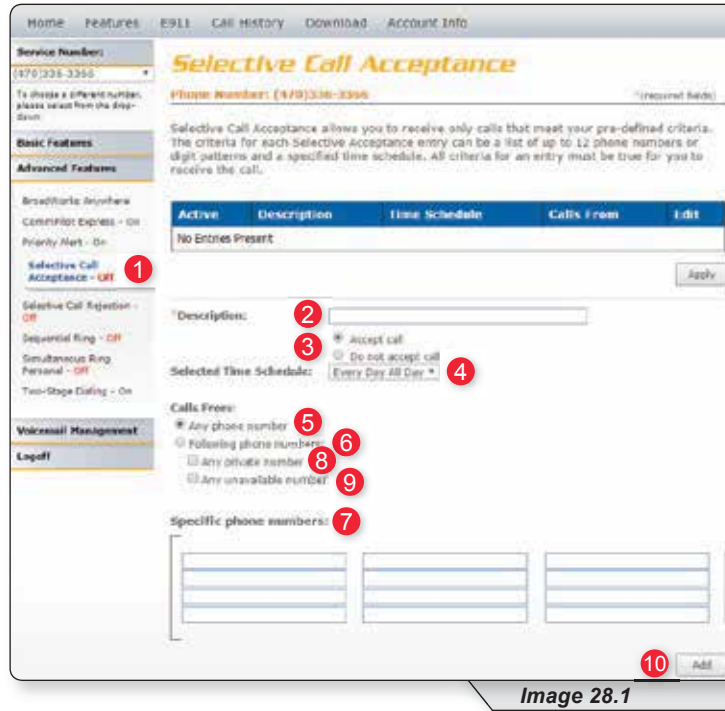 Home Features E911 Call History Download Account Info
Service Number:
(470)336-3366
To choose a different number,
please select from the drop-
down
Basic Features
Advanced Features
BroadWorks Anywhere
CommPilot Express - On
Priority Alert - On
Selective Call
Acceptance - Off
1
Selective Call Rejection -
Off
Sequential Ring - Off
Simultaneous Ring
Personal - Off
Two-Stage Dialing - On
Voicemail Management
Logoff
Selective Call Acceptance
Phone Number: (470)336-3366
*(required fields)
Selective Call Acceptance allows you to receive only calls that meet your pre-defined criteria.
The criteria for each Selective Acceptance entry can be a list of up to 12 phone numbers or
digit patterns and a specified time schedule. All criteria for an entry must be true for you to
receive the call.
Active Description Time Schedule Calls From Edit
No Entries Present
Apply
*Description: 2
3 Accept call
Do not accept call
Selected Time Schedule: Every Day All Day 4
Calls From:
Any phone number 5
Following phone numbers: 6
Any private number 8
Any unavailable number 9
Specific phone numbers: 7
10 Add
Image 28.1